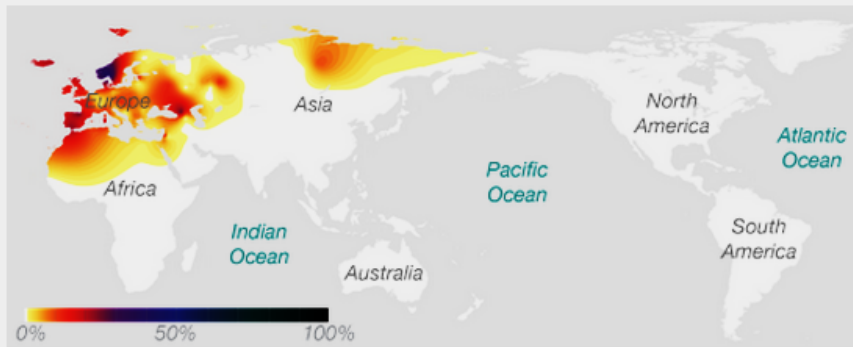 Europe
Asia
North
America
Atlantic
Ocean
Pacific
Ocean
Africa
Indian
Ocean
South
America
Australia
0%
50%
100%